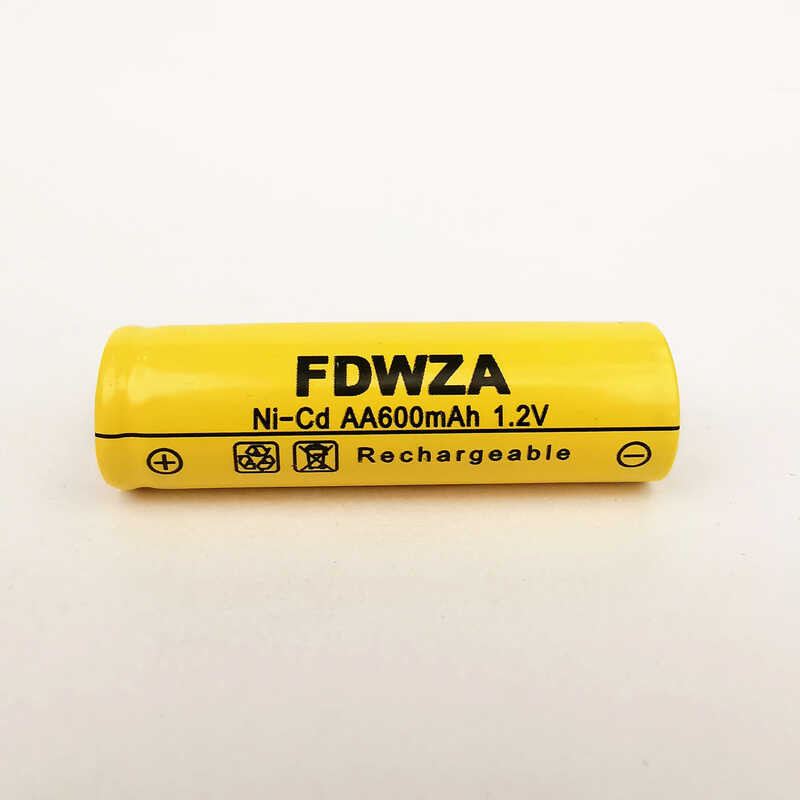 FDWZA
Ni-Cd AA600mAh 1.2V
+ Rechargeable -